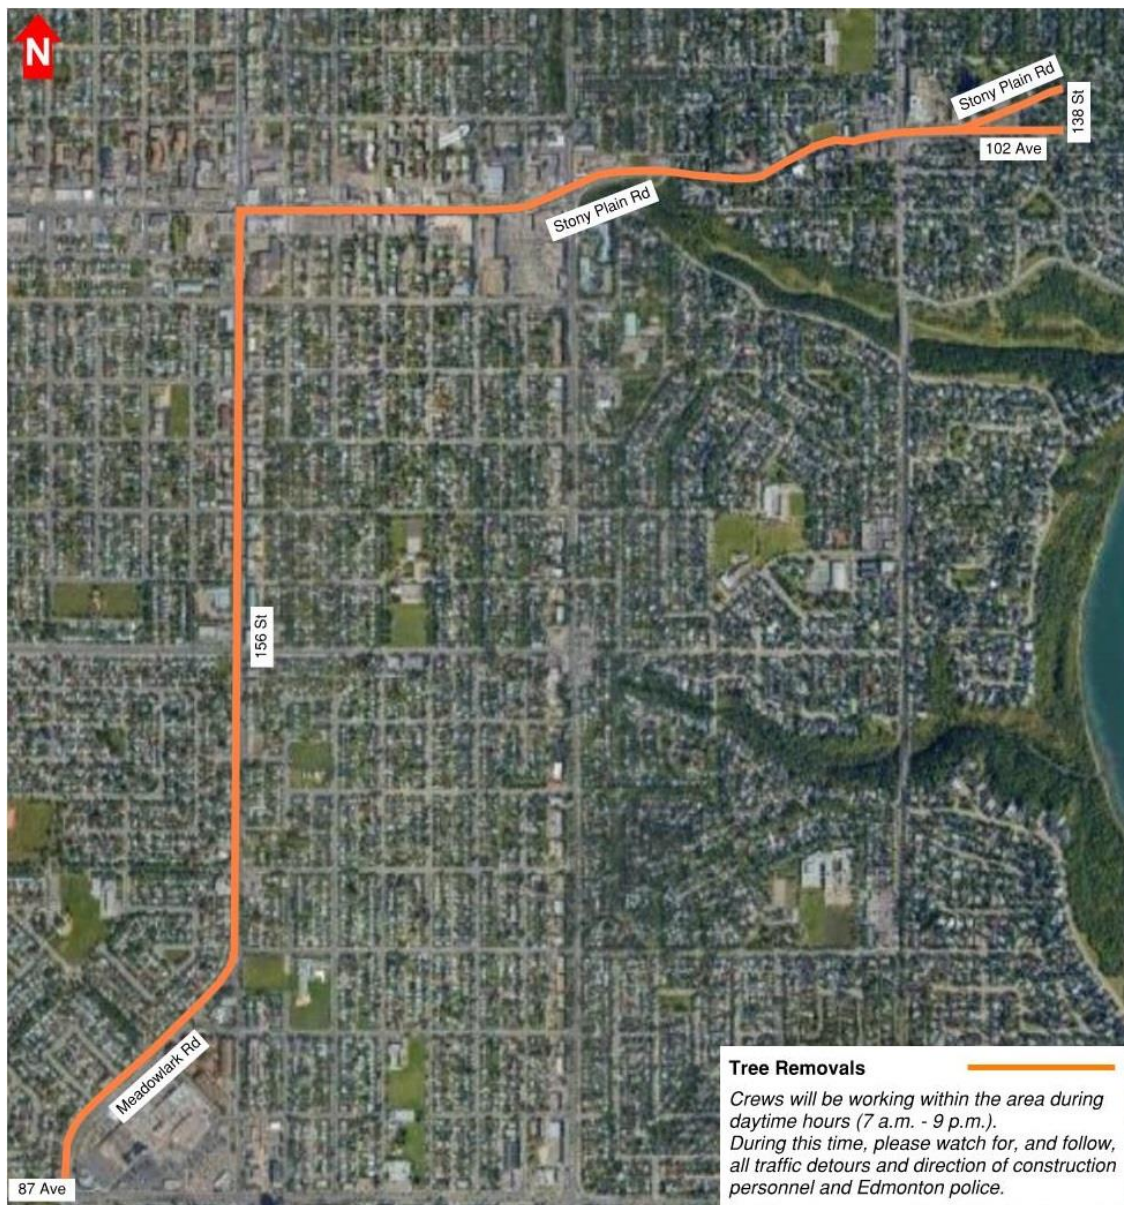 N
Stony Plain Rd
138 St
102 Ave
Stony Plain Rd
156 St
Meadowlark Rd
87 Ave
Tree Removals
Crews will be working within the area during
daytime hours (7 a.m. - 9 p.m.).
During this time, please watch for, and follow,
all traffic detours and direction of construction
personnel and Edmonton police.